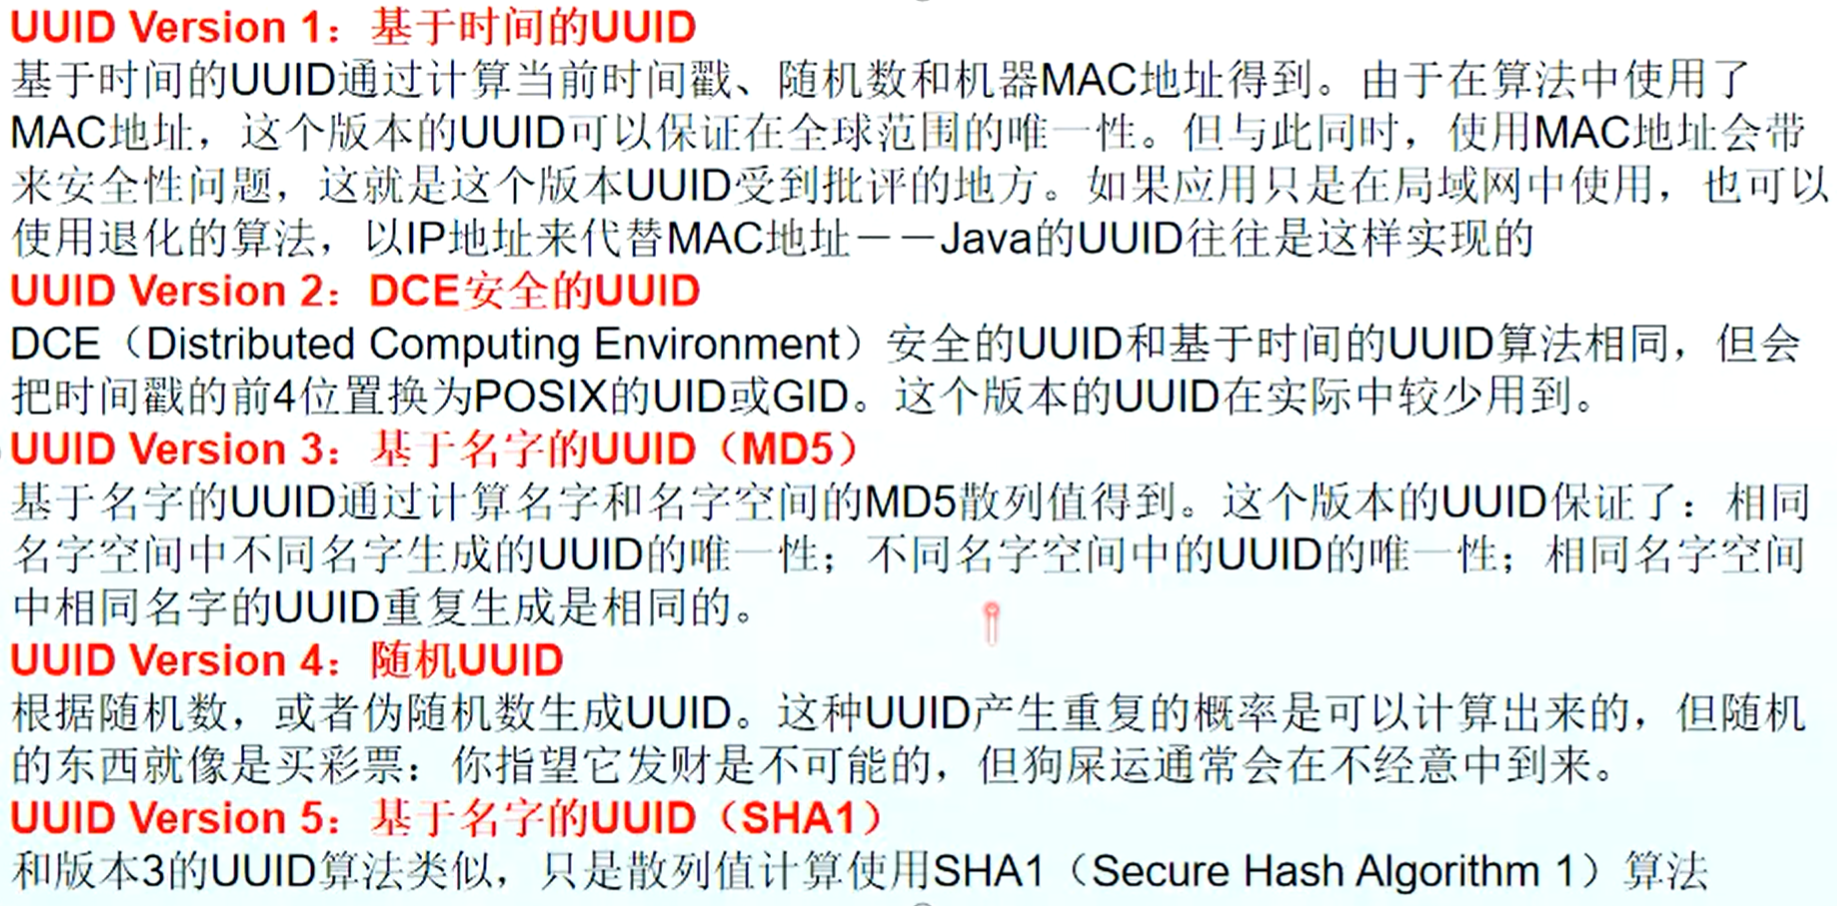 UUID Version 1：基于时间的UUID
基于时间的UUID通过计算当前时间戳、随机数和机器MAC地址得到。由于在算法中使用了
MAC地址，这个版本的UUID可以保证在全球范围的唯一性。但与此同时，使用MAC地址会带
来安全性问题，这就是这个版本UUID受到批评的地方。如果应用只是在局域网中使用，也可以
使用退化的算法，以IP地址来代替MAC地址－－Java的UUID往往是这样实现的
UUID Version 2：DCE安全的UUID
DCE（Distributed Computing Environment）安全的UUID和基于时间的UUID算法相同，但会
把时间戳的前4位置换为POSIX的UID或GID。这个版本的UUID在实际中较少用到。
UUID Version 3：基于名字的UUID（MD5）
基于名字的UUID通过计算名字和名字空间的MD5散列值得到。这个版本的UUID保证了：相同
名字空间中不同名字生成的UUID的唯一性；不同名字空间中的UUID的唯一性；相同名字空间
中相同名字的UUID重复生成是相同的。
UUID Version 4：随机UUID
根据随机数，或者伪随机数生成UUID。这种UUID产生重复的概率是可以计算出来的，但随机
的东西就像是买彩票：你指望它发财是不可能的，但狗屎运通常会在不经意中到来。
UUID Version 5：基于名字的UUID（SHA1）
和版本3的UUID算法类似，只是散列值计算使用SHA1（Secure Hash Algorithm 1）算法